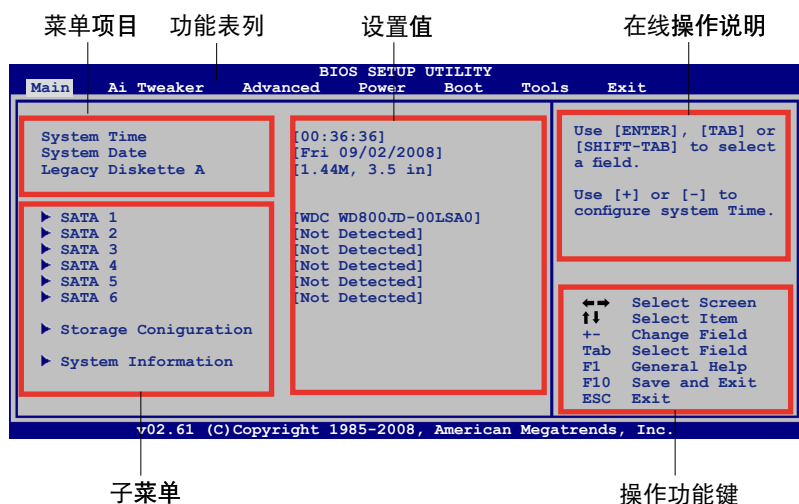 菜单项目 功能表列 设置值 在线操作说明
BIOS SETUP UTILITY
Main Ai Tweaker Advanced Power Boot Tools Exit
System Time [00:36:36]
System Date [Fri 09/02/2008]
Legacy Diskette A [1.44M, 3.5 in]
SATA 1 [WDC WD800JD-00LSA0]
SATA 2 [Not Detected]
SATA 3 [Not Detected]
SATA 4 [Not Detected]
SATA 5 [Not Detected]
SATA 6 [Not Detected]
Storage Coniguration
System Information
Use [ENTER], [TAB] or
[SHIFT-TAB] to select
a field.
Use [+] or [-] to
configure system Time.
←→ Select Screen
↑↓ Select Item
+- Change Field
Tab Select Field
F1 General Help
F10 Save and Exit
ESC Exit
v02.61 (C)Copyright 1985-2008, American Megatrends, Inc.
子菜单 操作功能键